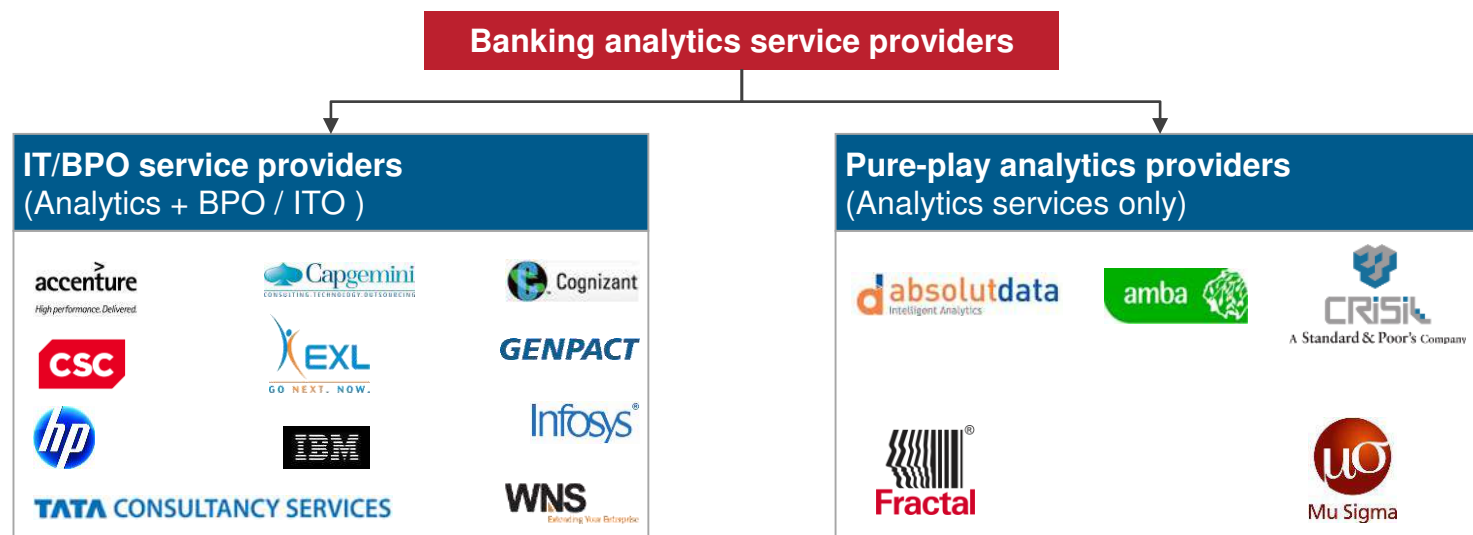 Banking analytics service providers
IT/BPO service providers
(Analytics + BPO / ITO )
Pure-play analytics providers
(Analytics services only)
accenture
High performance. Delivered.
Capgemini
CONSULTING.TECHNOLOGY.OUTSOURCING
Cognizant
CSC
EXL
GO NEXT. NOW.
GENPACT
hp
IBM
Infosys®
TATA CONSULTANCY SERVICES
WNS
Extending Your Enterprise
absolutdata
Intelligent Analytics
amba
CRISIL
A Standard & Poor's Company
®
Fractal
μσ
Mu Sigma